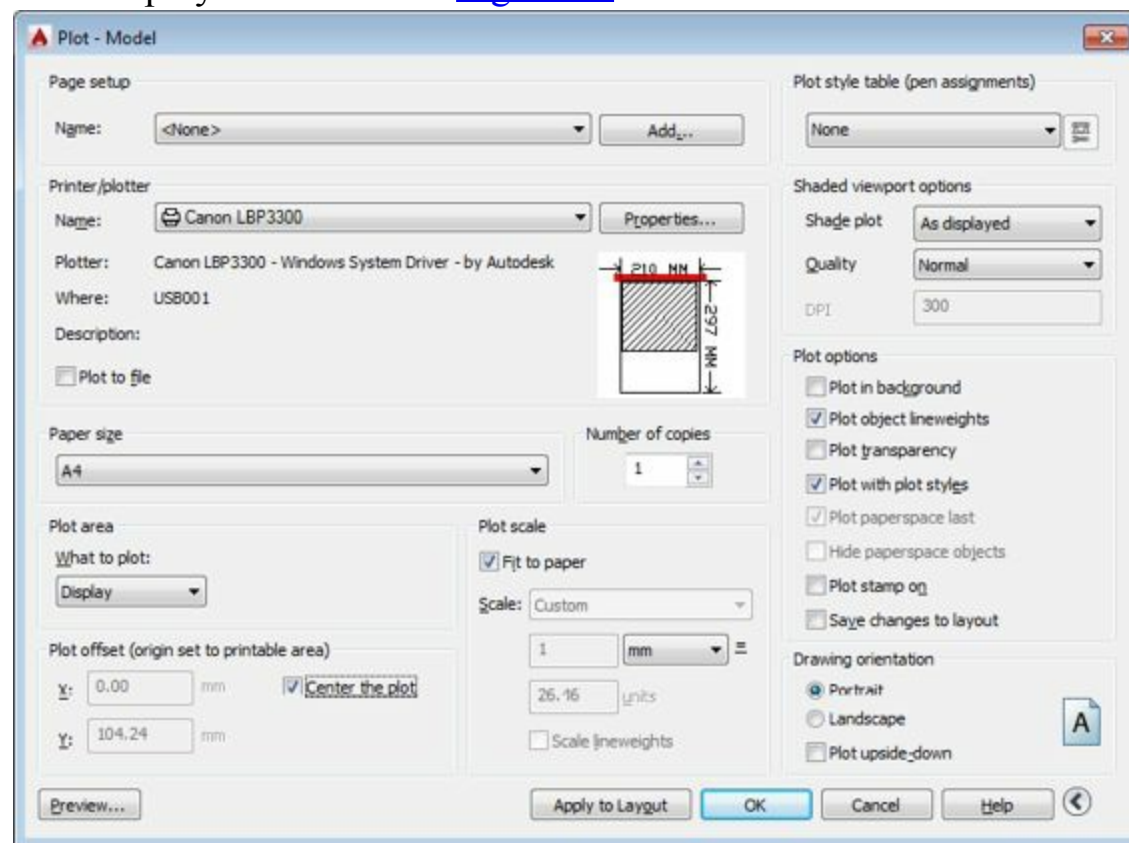 Plot - Model
Page setup
Name: <None> Add...
Printer/plotter
Name: Canon LBP3300 Properties...
Plotter: Canon LBP3300 - Windows System Driver - by Autodesk
Where: USB001
Description:
Plot to file
210 MM
297 MM
Paper size
A4
Number of copies
1
Plot area
What to plot:
Display
Plot offset (origin set to printable area)
X: 0.00 mm Center the plot
Y: 104.24 mm
Plot scale
Fit to paper
Scale: Custom
1 mm =
26.46 units
Scale lineweights
Plot style table (pen assignments)
None
Shaded viewport options
Shade plot As displayed
Quality Normal
DPI 300
Plot options
Plot in background
Plot object lineweights
Plot transparency
Plot with plot styles
Plot paperspace last
Hide paperspace objects
Plot stamp on
Save changes to layout
Drawing orientation
Portrait
Landscape
Plot upside-down
A
Preview... Apply to Layout OK Cancel Help